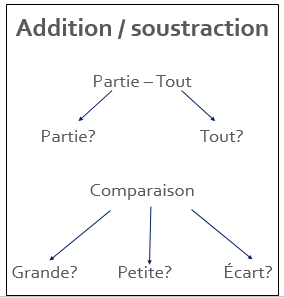 Addition / soustraction
Partie – Tout
Partie? Tout?
Comparaison
Grande? Petite? Écart?